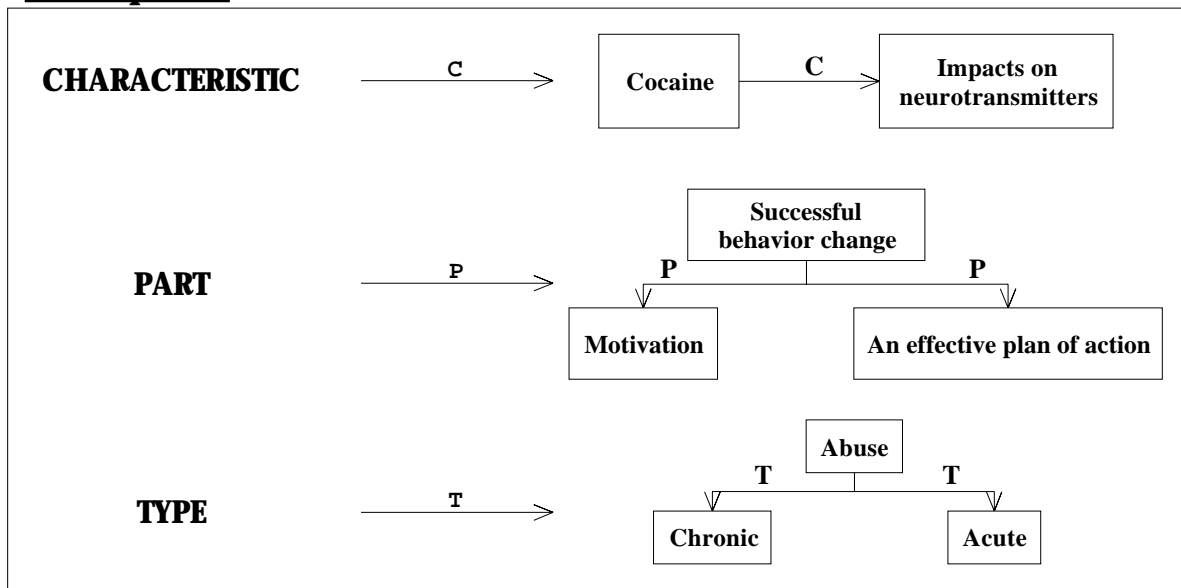 CHARACTERISTIC
C
Cocaine
C
Impacts on
neurotransmitters
PART
P
Successful
behavior change
P
P
Motivation
An effective plan of action
TYPE
T
Abuse
T
T
Chronic
Acute